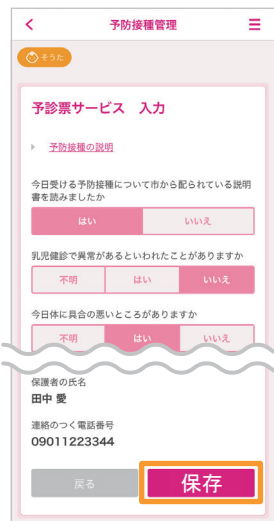 予防接種管理
そうた
予診票サービス 入力
予防接種の説明
今日受ける予防接種について市から配られている説明
書を読みましたか
はい いいえ
乳児健診で異常があるといわれたことがありますか
不明 はい いいえ
今日体に具合の悪いところがありますか
不明 はい いいえ
保護者の氏名
田中 愛
連絡のつく電話番号
09011223344
戻る 保存